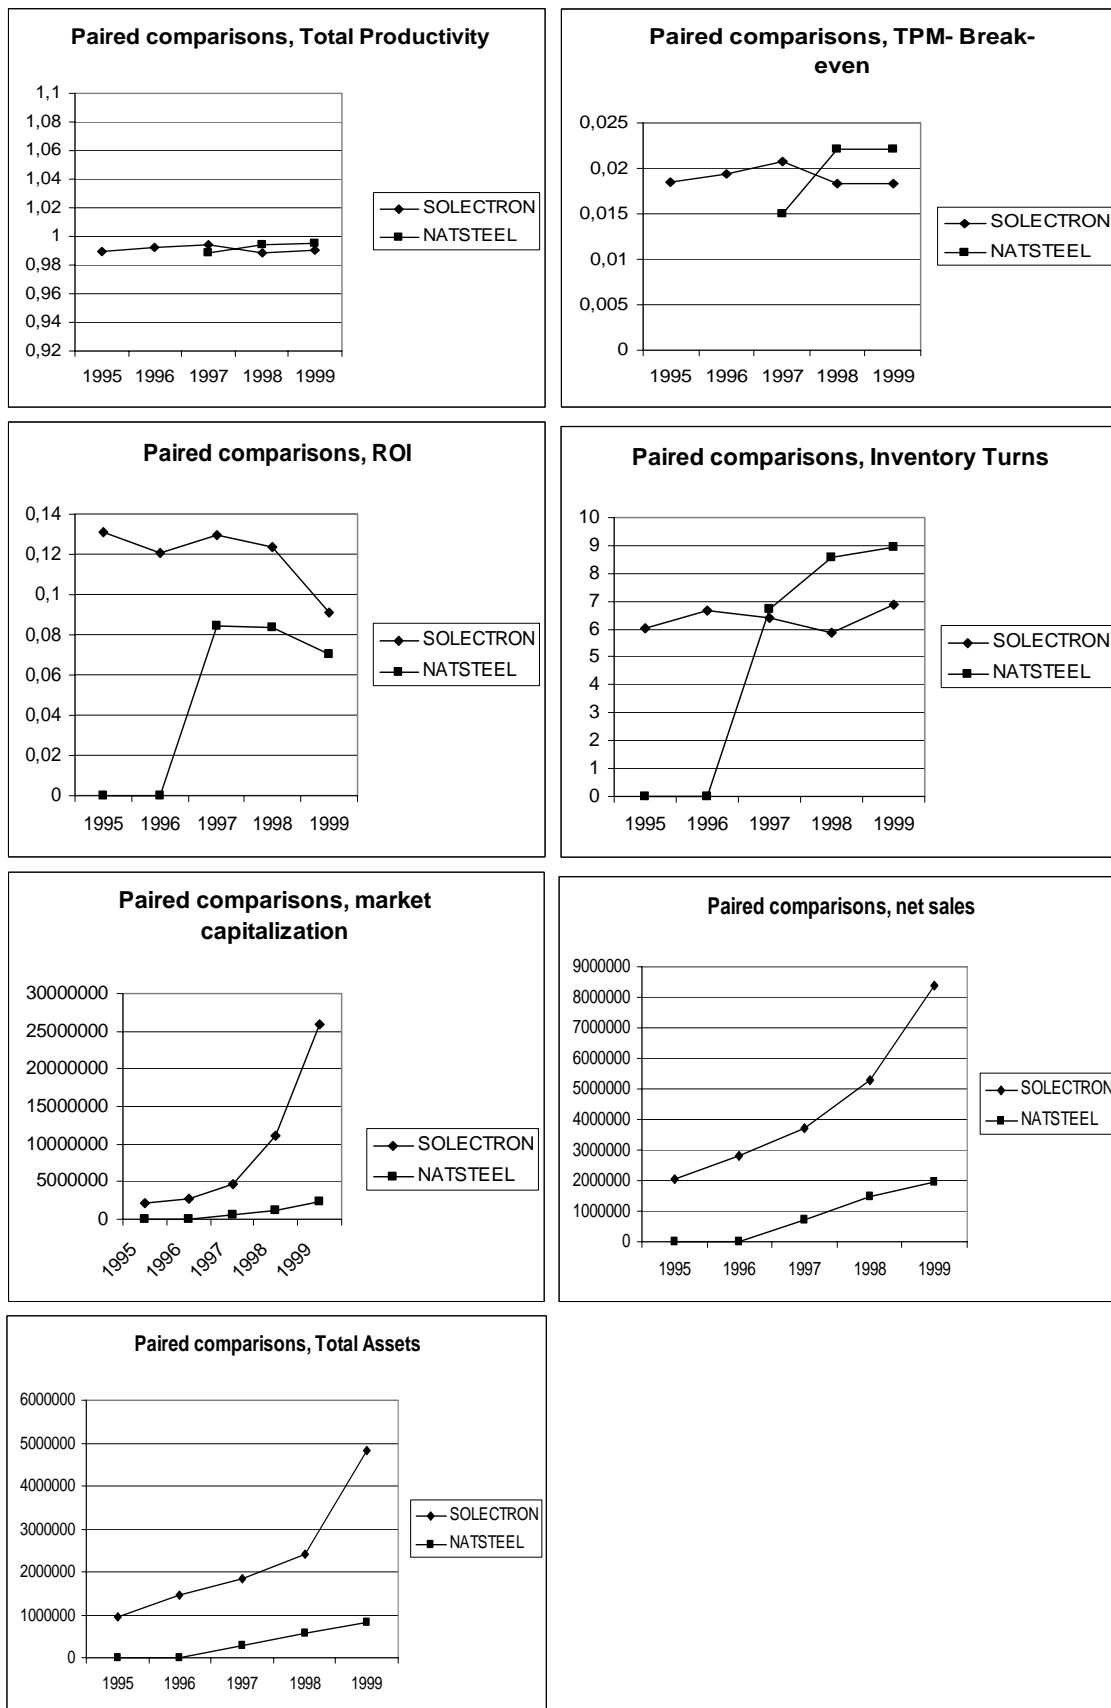 Paired comparisons, Total Productivity
1,1
1,08
1,06
1,04
1,02
1
0,98
0,96
0,94
0,92
1995 1996 1997 1998 1999
SOLECTRON
NATSTEEL
Paired comparisons, TPM- Break-
even
0,025
0,02
0,015
0,01
0,005
0
1995 1996 1997 1998 1999
SOLECTRON
NATSTEEL
Paired comparisons, ROI
0,14
0,12
0,1
0,08
0,06
0,04
0,02
0
1995 1996 1997 1998 1999
SOLECTRON
NATSTEEL
Paired comparisons, Inventory Turns
10
9
8
7
6
5
4
3
2
1
0
1995 1996 1997 1998 1999
SOLECTRON
NATSTEEL
Paired comparisons, market
capitalization
30000000
25000000
20000000
15000000
10000000
5000000
0
1995 1996 1997 1998 1999
SOLECTRON
NATSTEEL
Paired comparisons, net sales
9000000
8000000
7000000
6000000
5000000
4000000
3000000
2000000
1000000
0
1995 1996 1997 1998 1999
SOLECTRON
NATSTEEL
Paired comparisons, Total Assets
6000000
5000000
4000000
3000000
2000000
1000000
0
1995 1996 1997 1998 1999
SOLECTRON
NATSTEEL